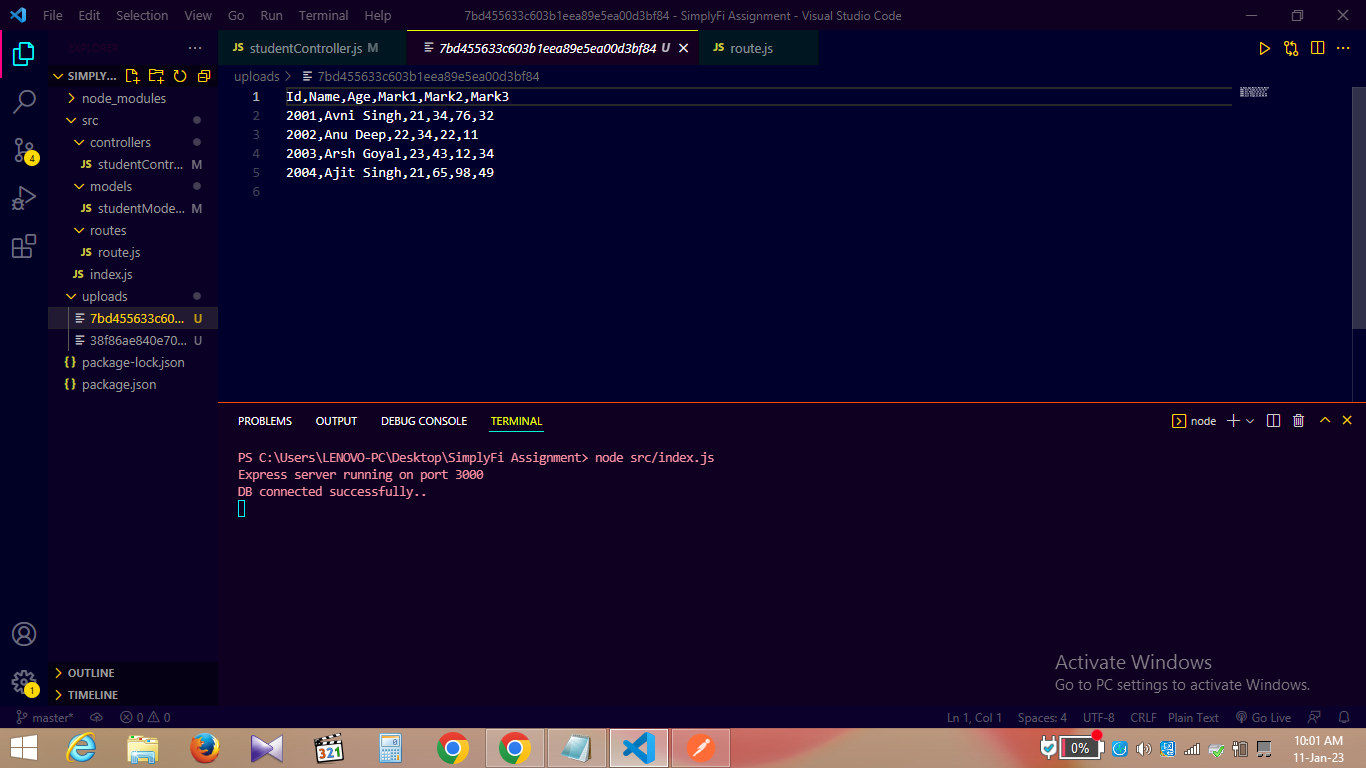 File Edit Selection View Go Run Terminal Help
7bd455633c603b1eea89e5ea00d3bf84 - SimplyFi Assignment - Visual Studio Code
EXPLORER
SIMPLY...
node_modules
src
controllers
JS studentContr... M
models
JS studentMode... M
routes
JS route.js
JS index.js
uploads
7bd455633c60... U
38f86ae840e70... U
{} package-lock.json
{} package.json
OUTLINE
TIMELINE
4
1
JS studentController.js M
7bd455633c603b1eea89e5ea00d3bf84 U
JS route.js
uploads > 7bd455633c603b1eea89e5ea00d3bf84
1 Id,Name,Age,Mark1,Mark2,Mark3
2 2001,Avni Singh,21,34,76,32
3 2002,Anu Deep,22,34,22,11
4 2003,Arsh Goyal,23,43,12,34
5 2004,Ajit Singh,21,65,98,49
6
PROBLEMS OUTPUT DEBUG CONSOLE TERMINAL
node
PS C:\Users\LENOVO-PC\Desktop\SimplyFi Assignment> node src/index.js
Express server running on port 3000
DB connected successfully..
Activate Windows
Go to PC settings to activate Windows.
master* 0 0
Ln 1, Col 1 Spaces: 4 UTF-8 CRLF Plain Text Go Live
321
0%
10:01 AM
11-Jan-23